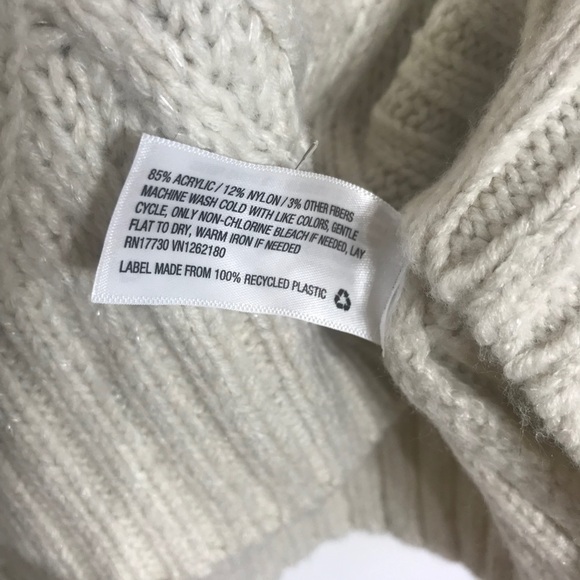 85% ACRYLIC / 12% NYLON / 3% OTHER FIBERS
MACHINE WASH COLD WITH LIKE COLORS, GENTLE
CYCLE, ONLY NON-CHLORINE BLEACH IF NEEDED, LAY
FLAT TO DRY, WARM IRON IF NEEDED
RN17730 VN1262180
LABEL MADE FROM 100% RECYCLED PLASTIC